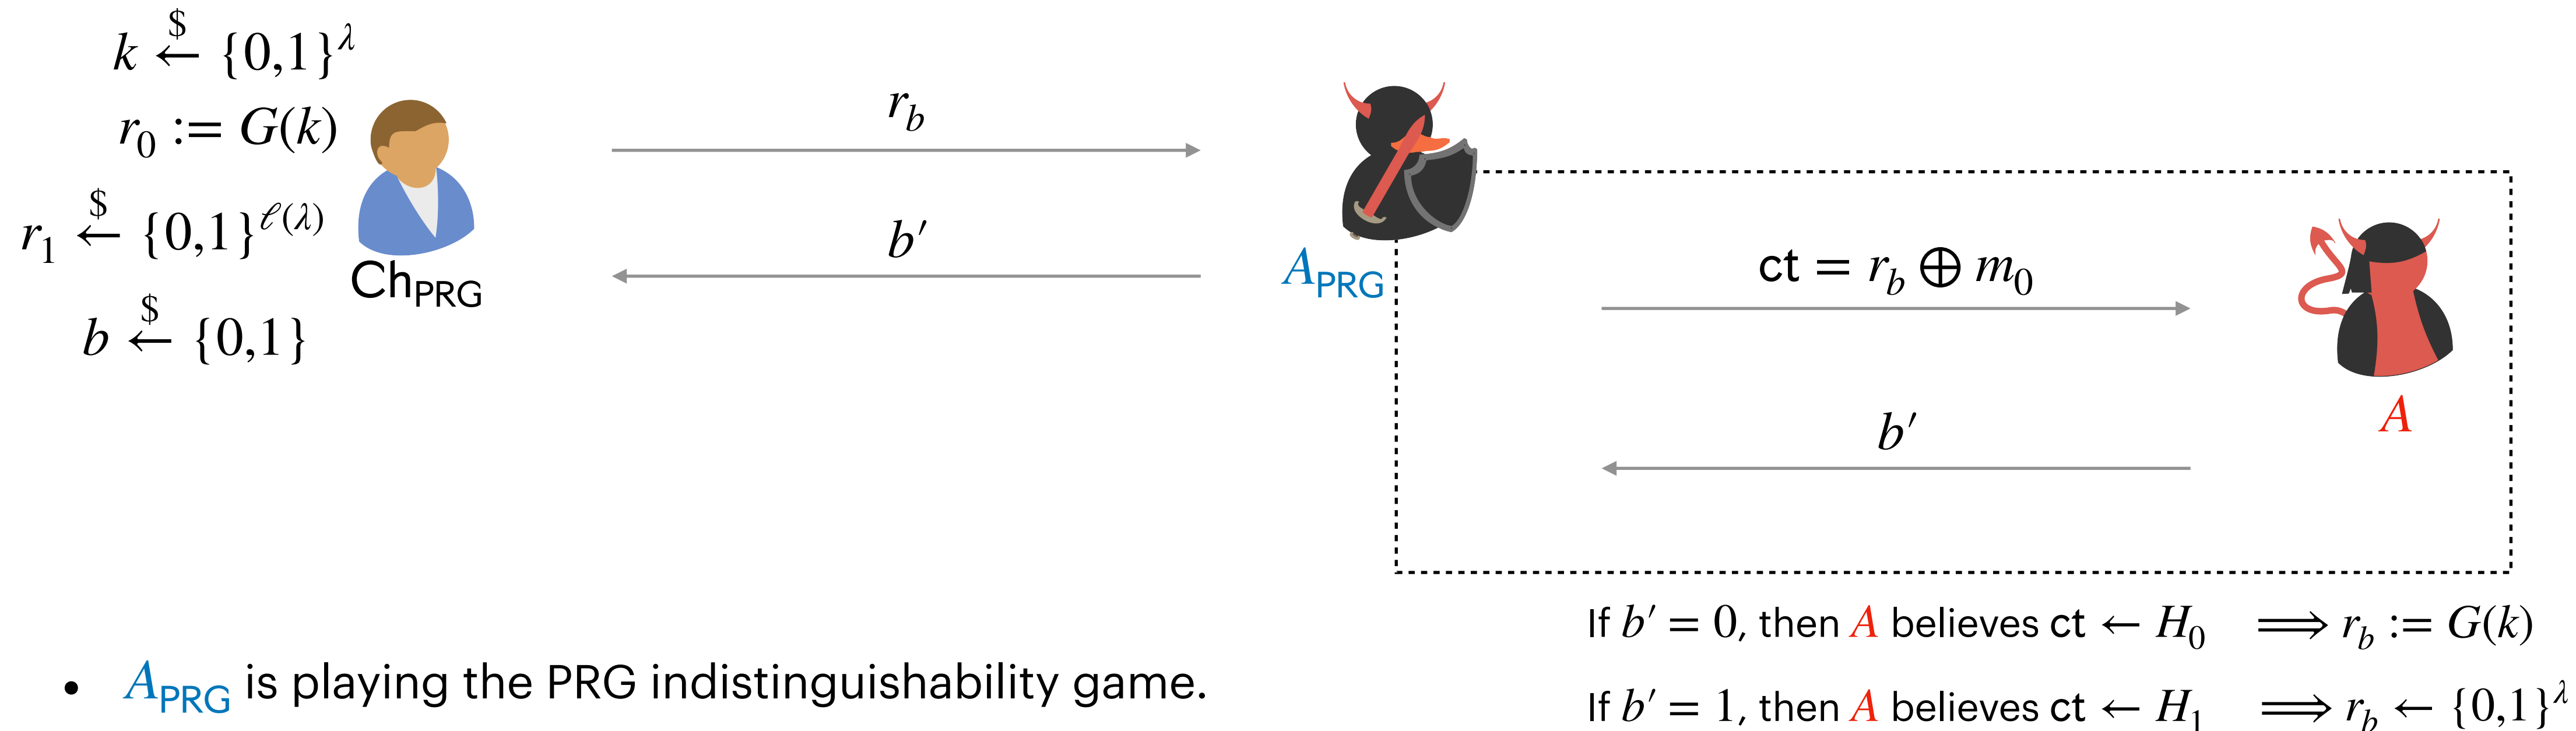 k ←$ {0,1}^λ
r_0 := G(k)
r_1 ←$ {0,1}^ℓ(λ)
b ←$ {0,1}
Ch_PRG
r_b
b′
A_PRG
ct = r_b ⊕ m_0
b′
A
If b′ = 0, then A believes ct ← H_0 ⟹ r_b := G(k)
If b′ = 1, then A believes ct ← H_1 ⟹ r_b ← {0,1}^λ
• A_PRG is playing the PRG indistinguishability game.